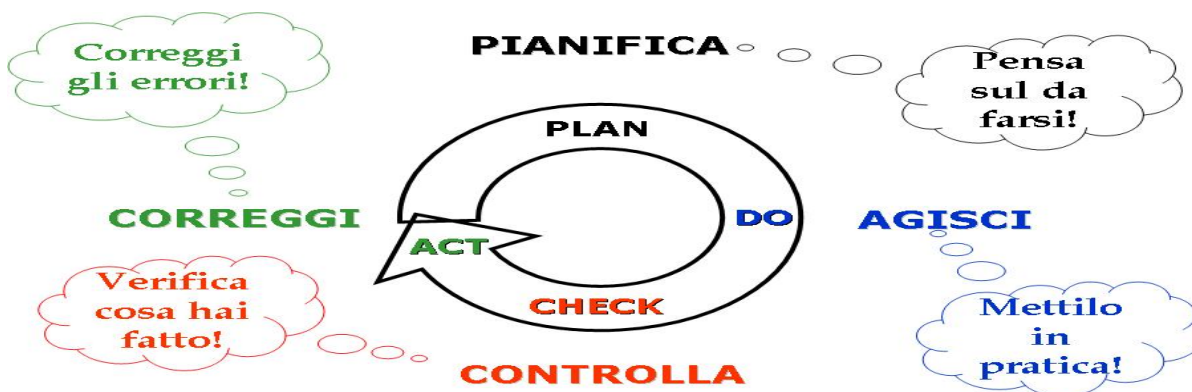 Correggi
gli errori!
PIANIFICA
Pensa
sul da
farsi!
PLAN
CORREGGI
DO
AGISCI
ACT
Verifica
cosa hai
fatto!
CHECK
Mettilo
in
pratica!
CONTROLLA